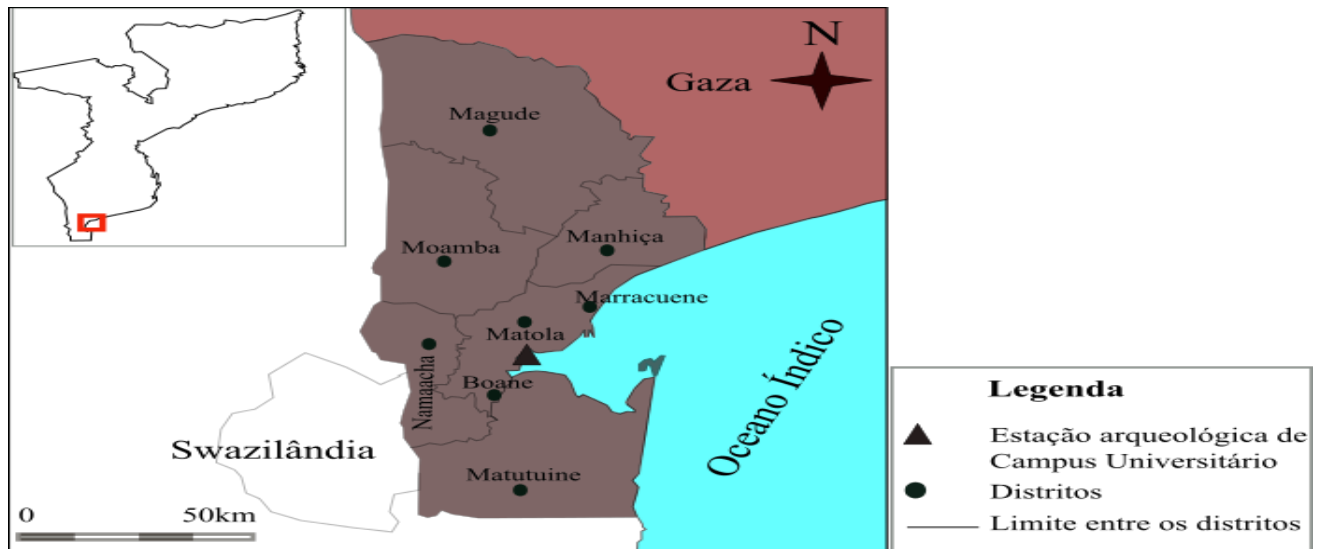 N
Gaza
Magude
Manhiça
Moamba
Marracuene
Matola
Namaacha
Boane
Oceano Índico
Swazilândia
Matutuine
0 50km
Legenda
Estação arqueológica de
Campus Universitário
Distritos
Limite entre os distritos